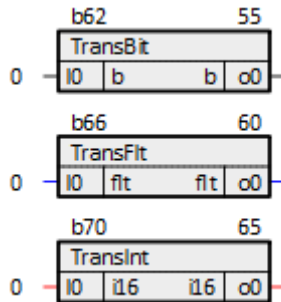 b62 55
TransBit
0 I0 b b o0
b66 60
TransFlt
0 I0 flt flt o0
b70 65
TransInt
0 I0 i16 i16 o0